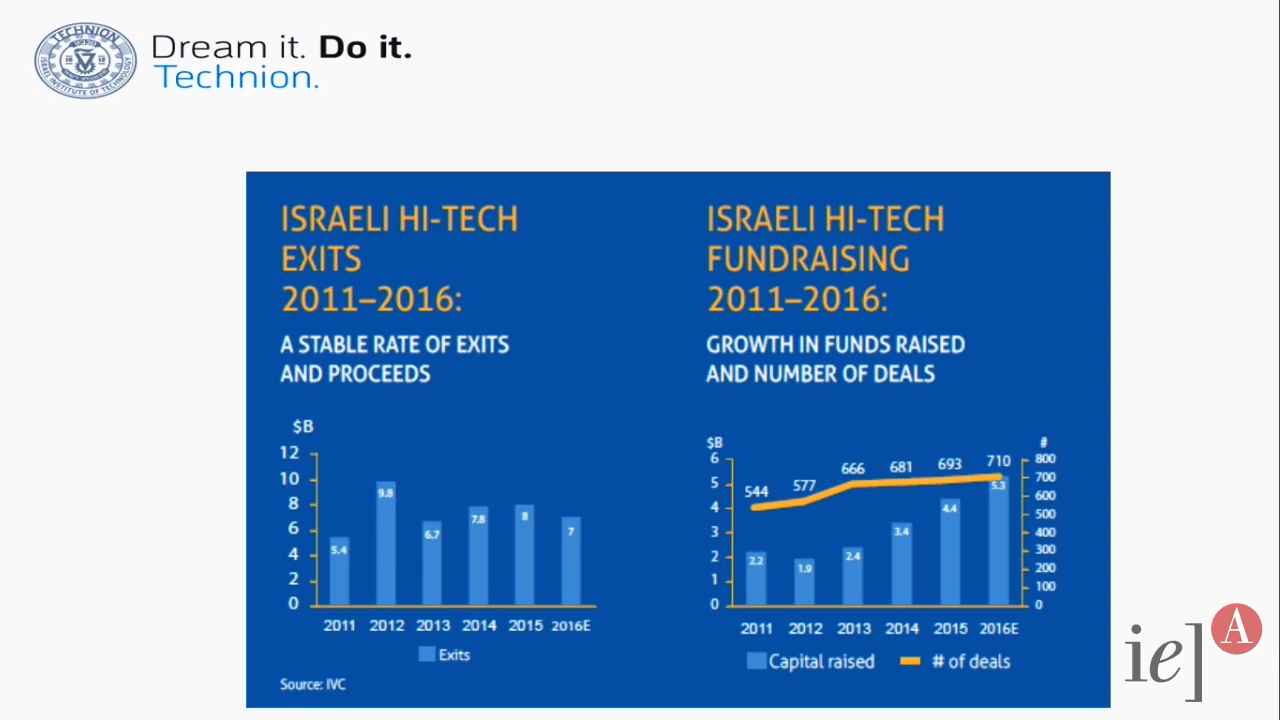 TECHNION
ISRAEL INSTITUTE OF TECHNOLOGY
Dream it. Do it.
Technion.
ISRAELI HI-TECH
EXITS
2011–2016:
A STABLE RATE OF EXITS
AND PROCEEDS
$B
12
10
8
6
4
2
0
5.4
9.8
6.7
7.8
8
7
2011 2012 2013 2014 2015 2016E
Exits
Source: IVC
ISRAELI HI-TECH
FUNDRAISING
2011–2016:
GROWTH IN FUNDS RAISED
AND NUMBER OF DEALS
$B
6
5
4
3
2
1
0
544 577 666 681 693 710
2.2
1.9
2.4
3.4
4.4
5.3
#
800
700
600
500
400
300
200
100
0
2011 2012 2013 2014 2015 2016E
Capital raised # of deals
ie] A